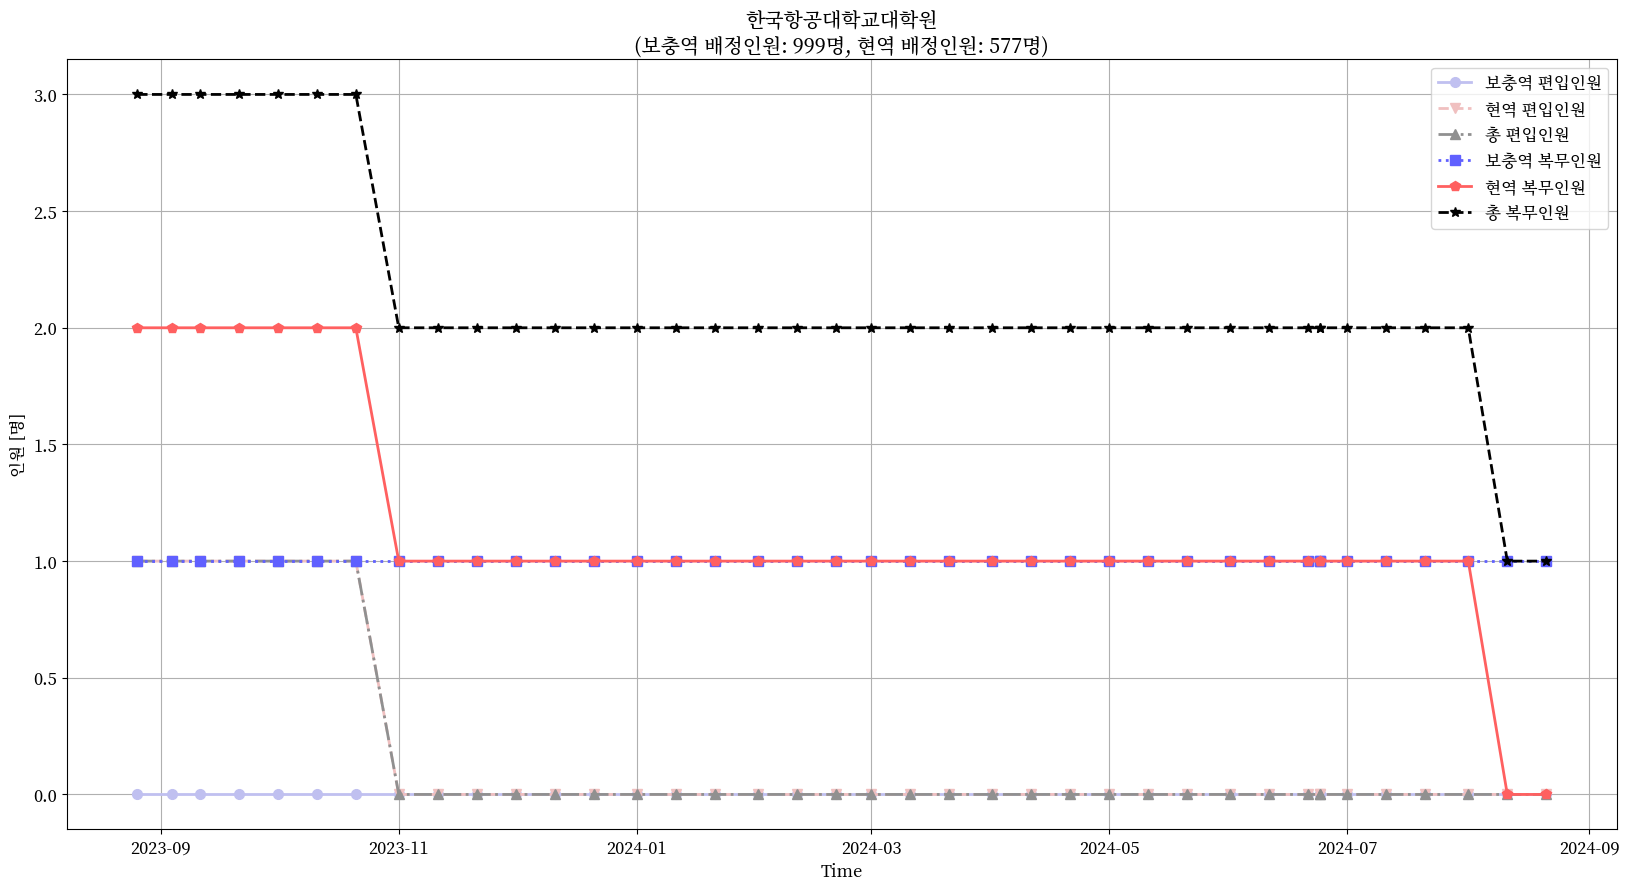 한국항공대학교대학원
(보충역 배정인원: 999명, 현역 배정인원: 577명)
보충역 편입인원
현역 편입인원
총 편입인원
보충역 복무인원
현역 복무인원
총 복무인원
3.0
2.5
2.0
1.5
1.0
0.5
0.0
인원 [명]
2023-09
2023-11
2024-01
2024-03
2024-05
2024-07
2024-09
Time